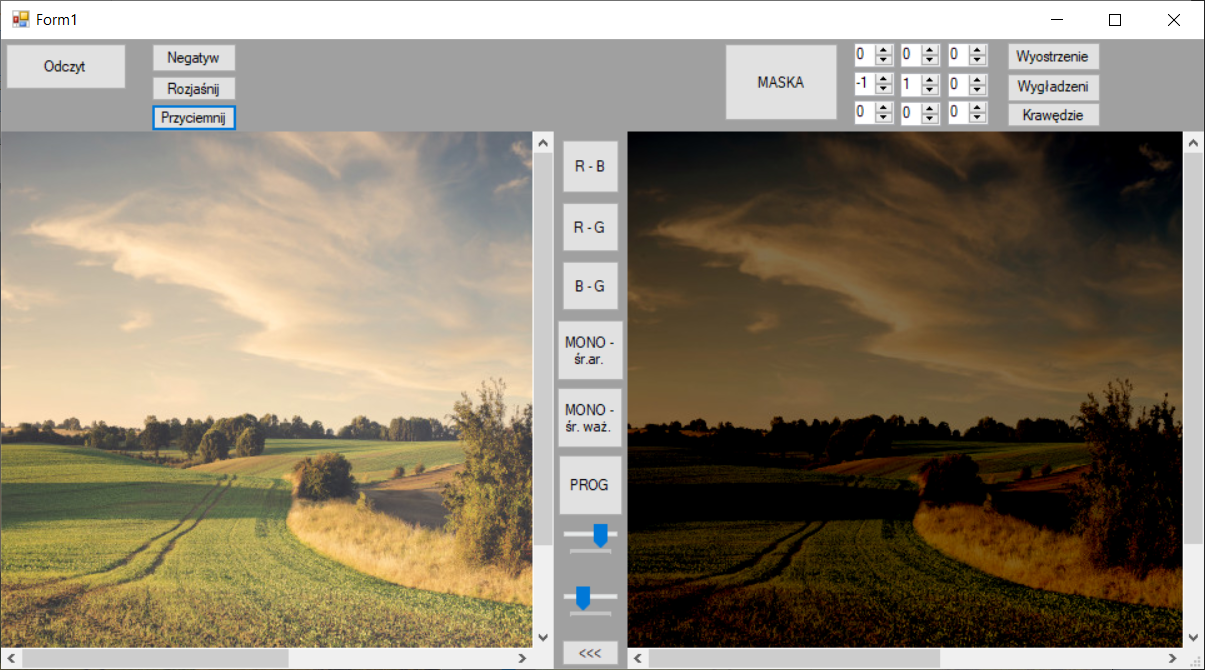 Form1
Odczyt
Negatyw
Rozjaśnij
Przyciemnij
MASKA
0 0 0
-1 1 0
0 0 0
Wyostrzenie
Wygładzeni
Krawędzie
R - B
R - G
B - G
MONO -
śr.ar.
MONO -
śr. waż.
PROG
<<<